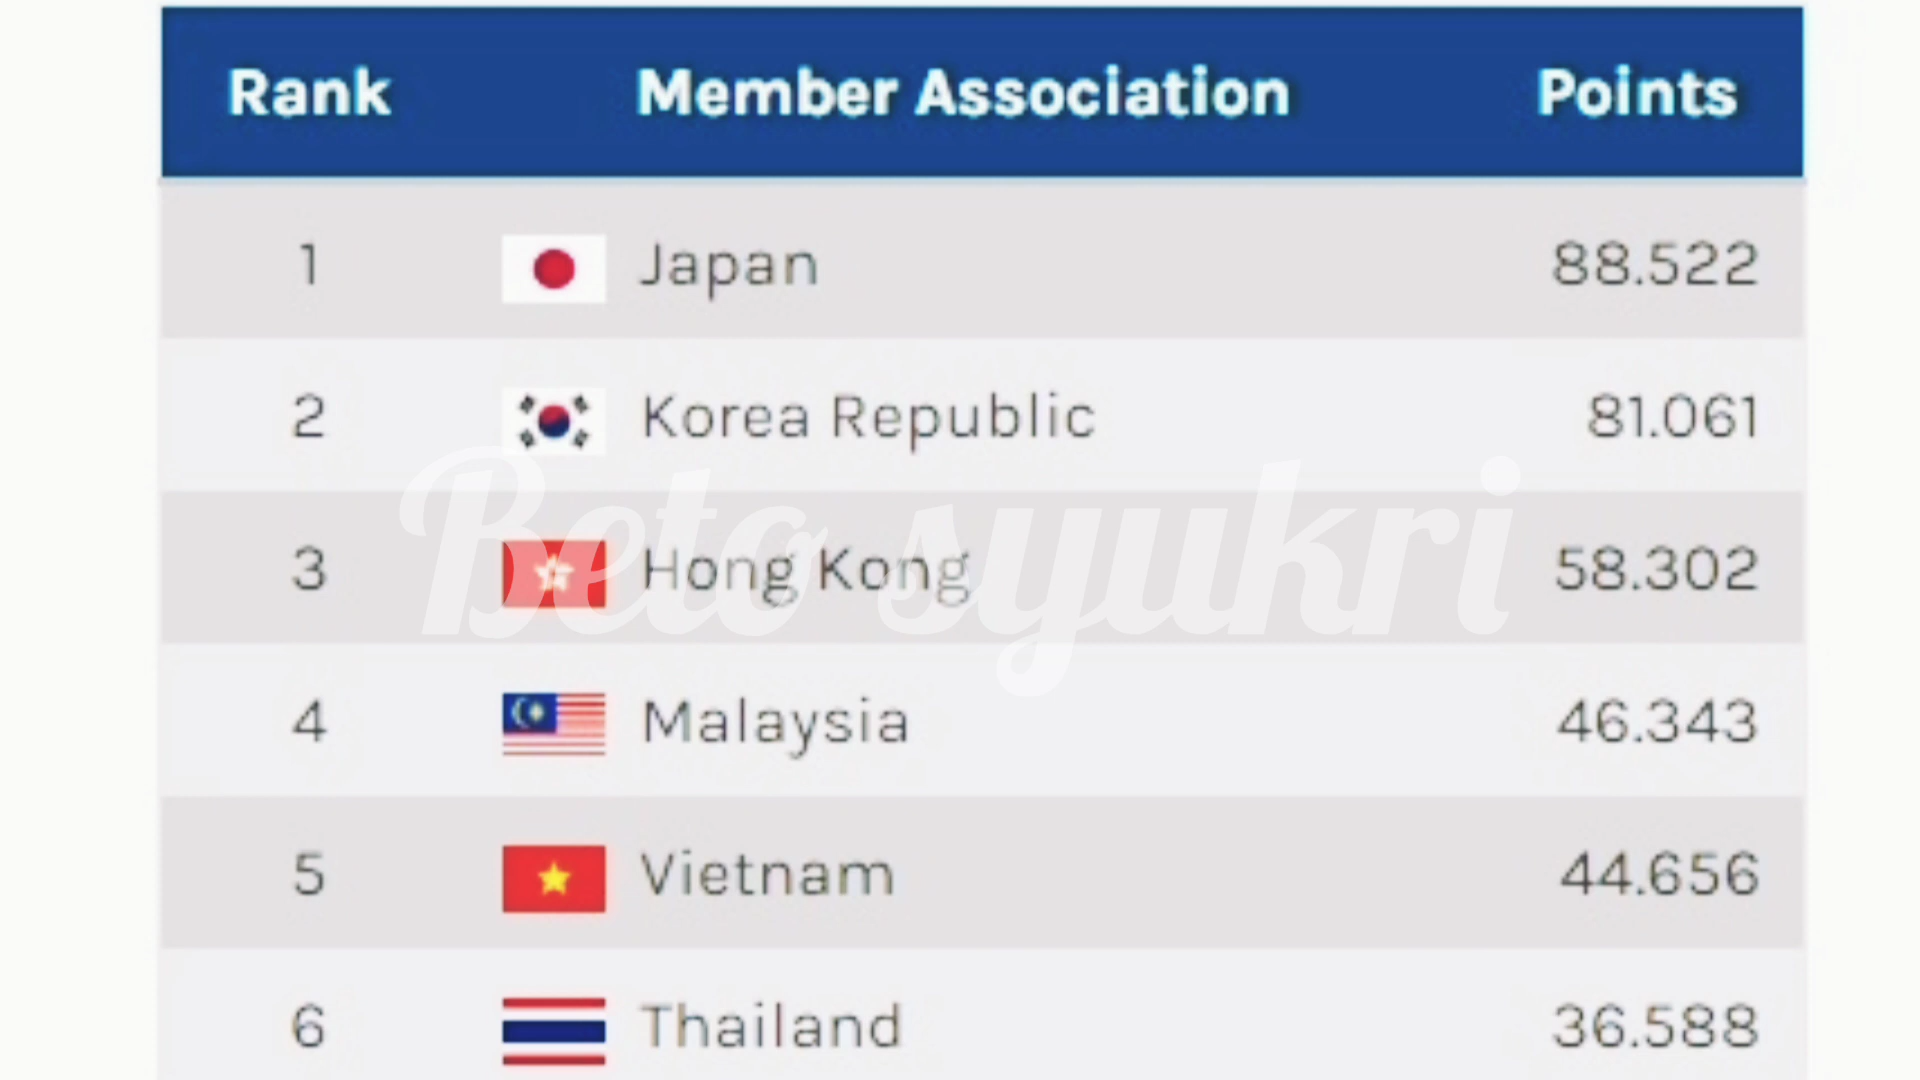 Rank Member Association Points
1 Japan 88.522
2 Korea Republic 81.061
3 Hong Kong 58.302
Beto syukri
4 Malaysia 46.343
5 Vietnam 44.656
6 Thailand 36.588